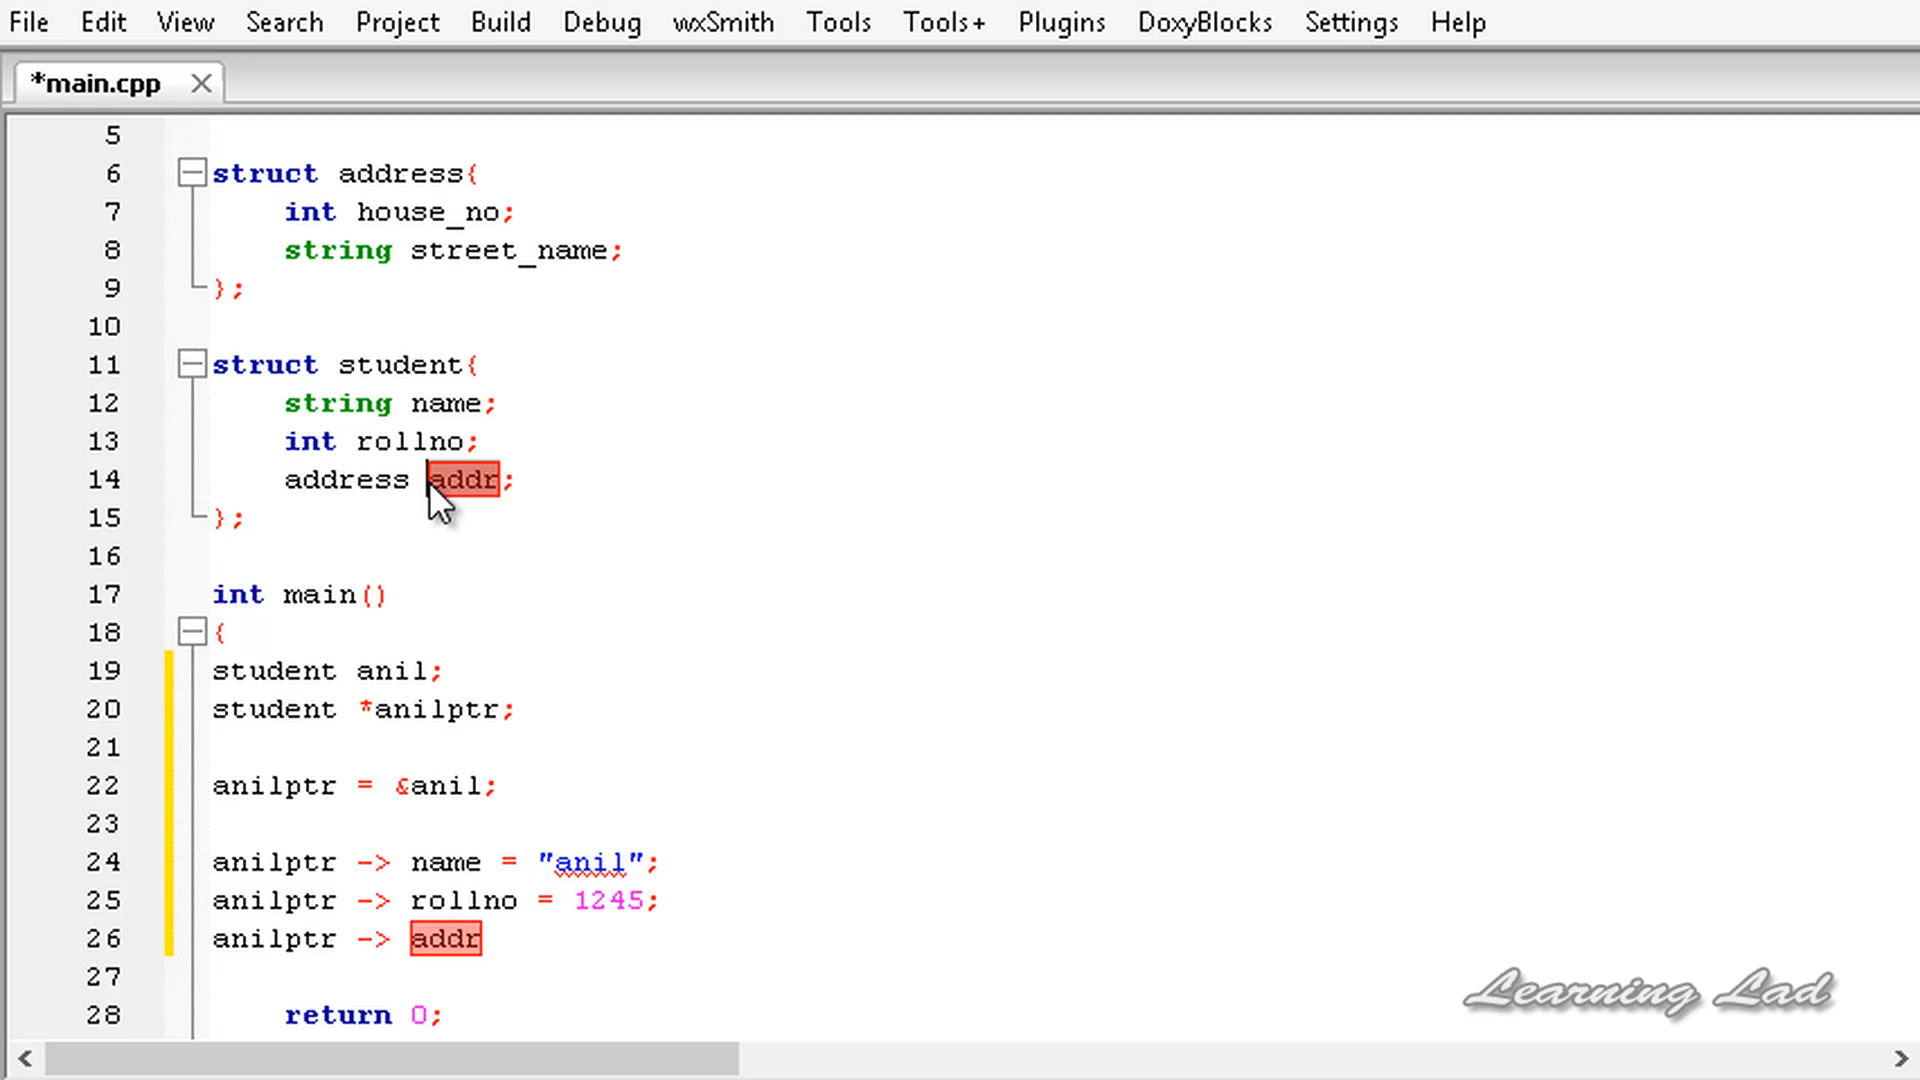 File Edit View Search Project Build Debug wxSmith Tools Tools+ Plugins DoxyBlocks Settings Help
*main.cpp
5
6 struct address{
7 int house_no;
8 string street_name;
9 };
10
11 struct student{
12 string name;
13 int rollno;
14 address addr;
15 };
16
17 int main()
18 {
19 student anil;
20 student *anilptr;
21
22 anilptr = &anil;
23
24 anilptr -> name = "anil";
25 anilptr -> rollno = 1245;
26 anilptr -> addr
27
28 return 0;
Learning Lad